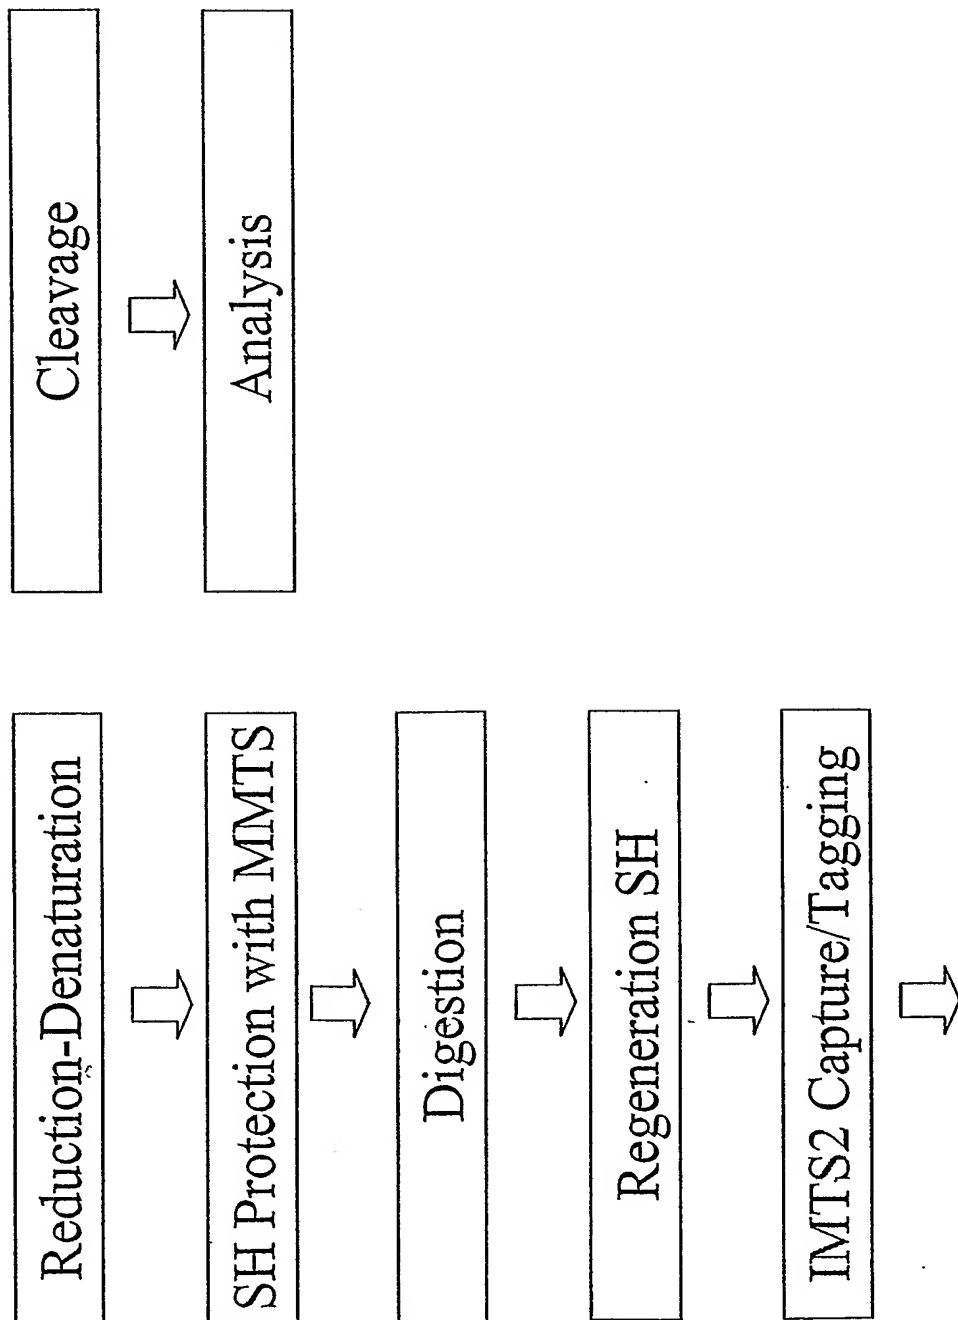 Reduction-Denaturation
SH Protection with MMTS
Digestion
Regeneration SH
IMTS2 Capture/Tagging
Cleavage
Analysis